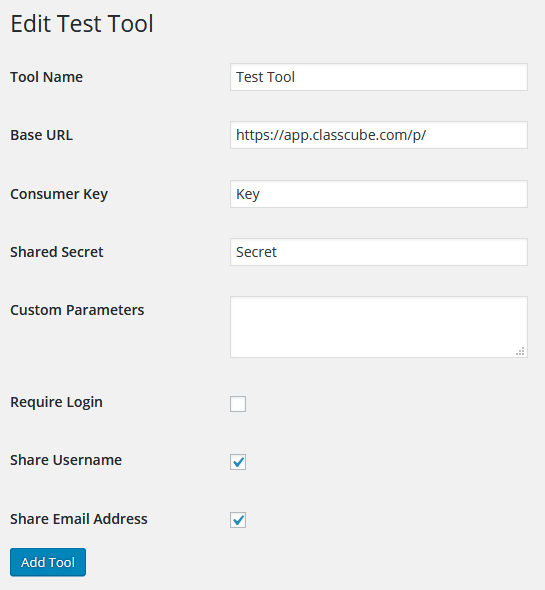 Edit Test Tool
Tool Name Test Tool
Base URL https://app.classcube.com/p/
Consumer Key Key
Shared Secret Secret
Custom Parameters
Require Login
Share Username
Share Email Address
Add Tool